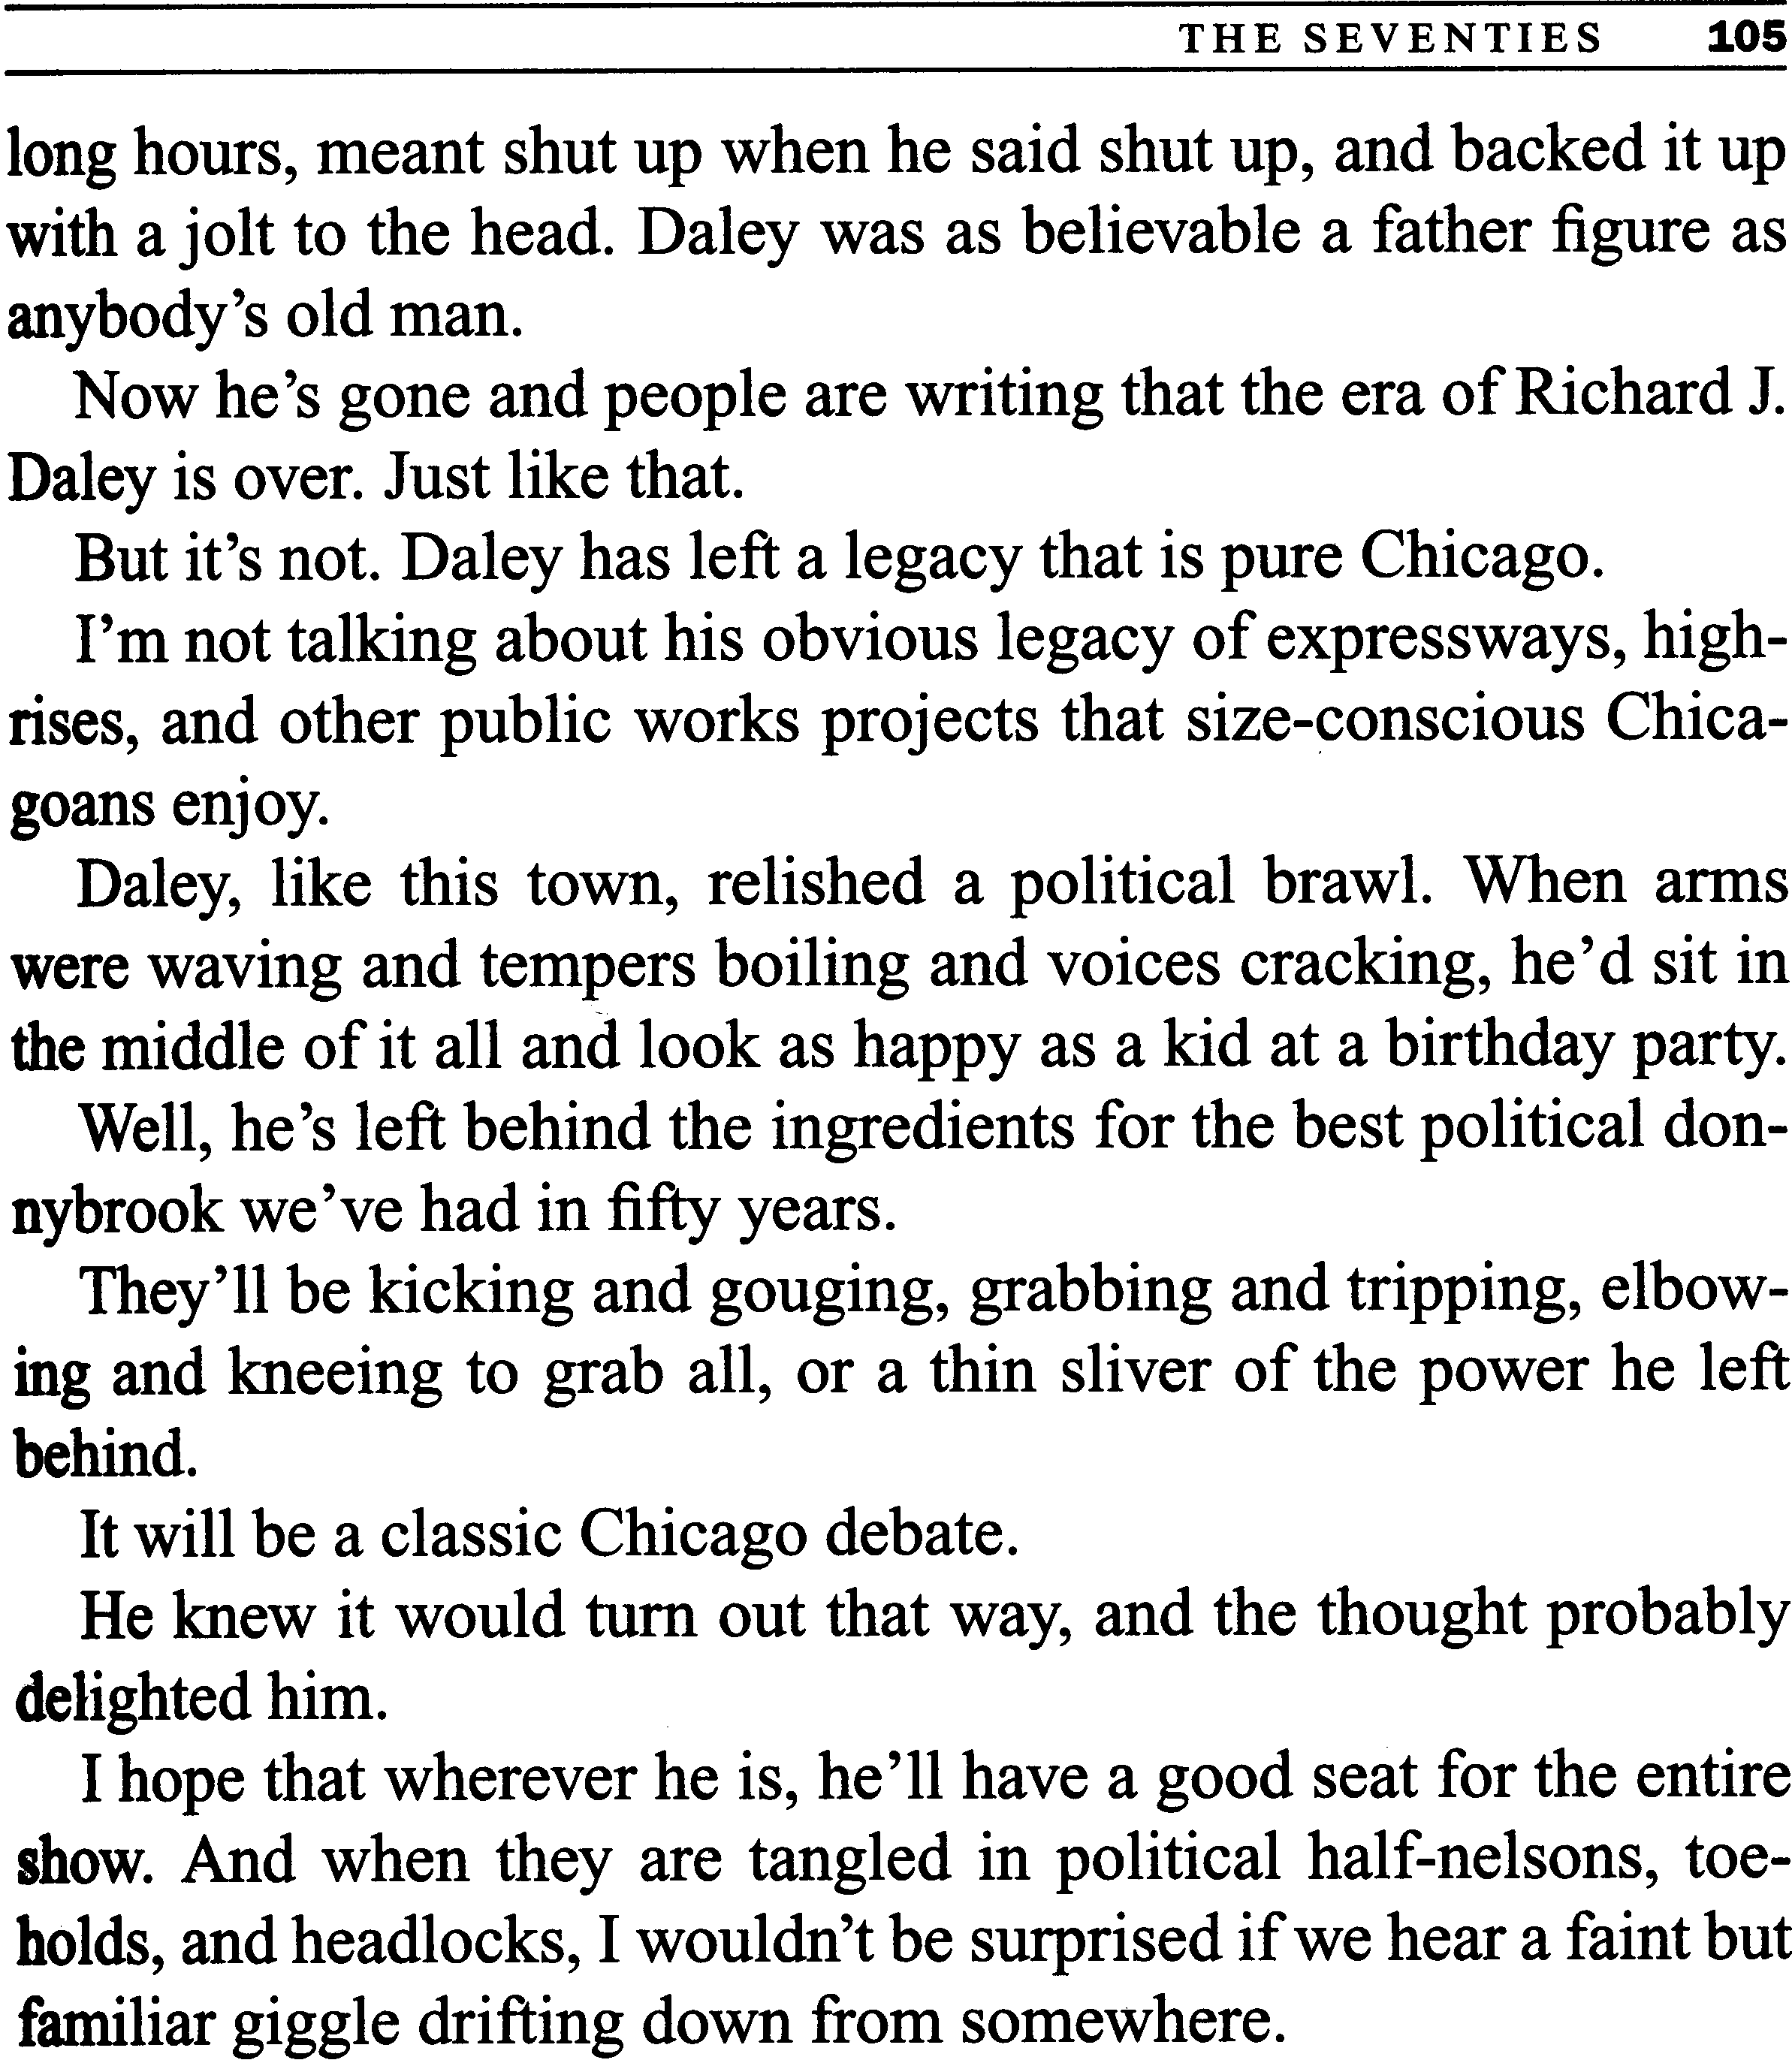 THE SEVENTIES 105
long hours, meant shut up when he said shut up, and backed it up
with a jolt to the head. Daley was as believable a father figure as
anybody's old man.
Now he's gone and people are writing that the era of Richard J.
Daley is over. Just like that.
But it's not. Daley has left a legacy that is pure Chicago.
I'm not talking about his obvious legacy of expressways, high-
rises, and other public works projects that size-conscious Chica-
goans enjoy.
Daley, like this town, relished a political brawl. When arms
were waving and tempers boiling and voices cracking, he'd sit in
the middle of it all and look as happy as a kid at a birthday party.
Well, he's left behind the ingredients for the best political don-
nybrook we've had in fifty years.
They'll be kicking and gouging, grabbing and tripping, elbow-
ing and kneeing to grab all, or a thin sliver of the power he left
behind.
It will be a classic Chicago debate.
He knew it would turn out that way, and the thought probably
delighted him.
I hope that wherever he is, he'll have a good seat for the entire
show. And when they are tangled in political half-nelsons, toe-
holds, and headlocks, I wouldn't be surprised if we hear a faint but
familiar giggle drifting down from somewhere.